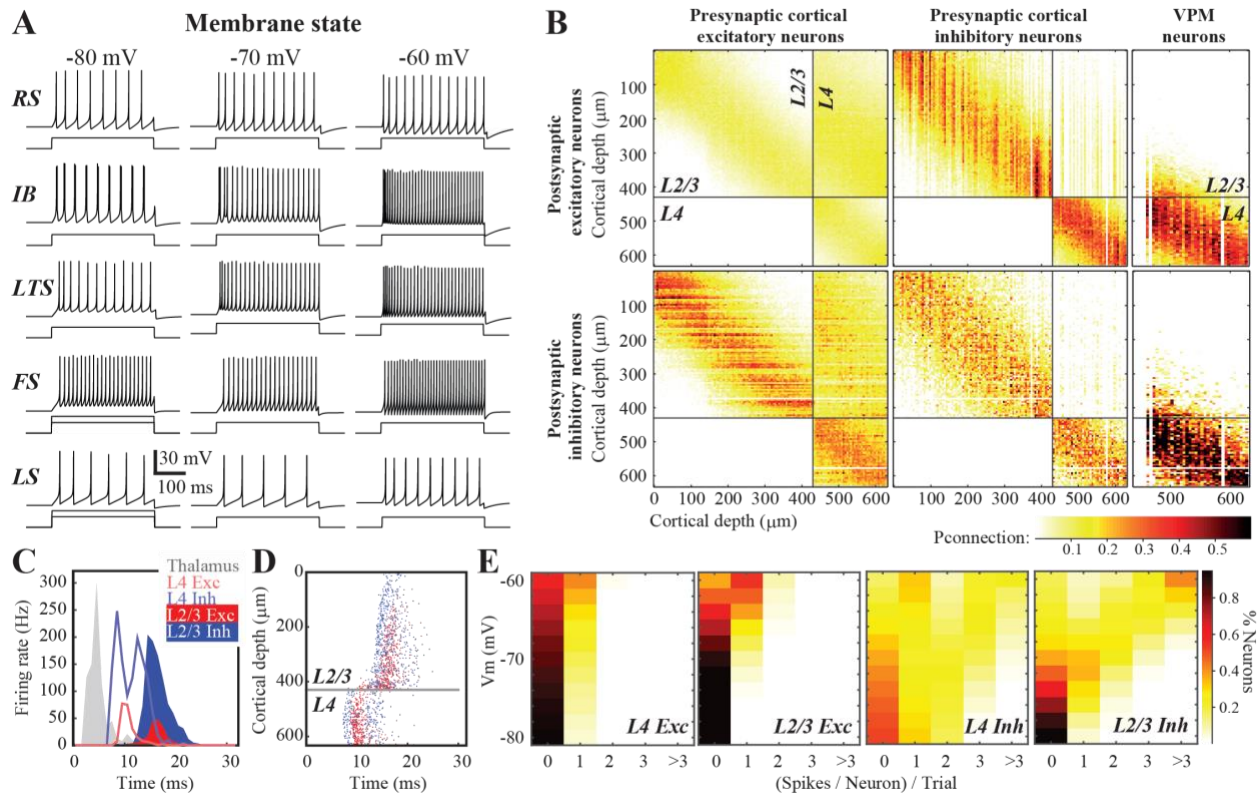 A
Membrane state
-80 mV -70 mV -60 mV
RS
IB
LTS
FS
LS
30 mV
100 ms
B
Presynaptic cortical
excitatory neurons
Presynaptic cortical
inhibitory neurons
VPM
neurons
Postsynaptic
excitatory neurons
Cortical depth (μm)
100
200
300
400
500
600
L2/3
L4
L2/3
L4
L2/3
L4
Postsynaptic
inhibitory neurons
Cortical depth (μm)
100
200
300
400
500
600
0 100 200 300 400 500 600
100 200 300 400 500 600
500 600
Cortical depth (μm)
Pconnection:
0.1 0.2 0.3 0.4 0.5
C
Firing rate (Hz)
300
250
200
150
100
50
0
Thalamus
L4 Exc
L4 Inh
L2/3 Exc
L2/3 Inh
0 10 20 30
Time (ms)
D
Cortical depth (μm)
0
200
400
600
L2/3
L4
0 10 20 30
Time (ms)
E
Vm (mV)
-60
-70
-80
L4 Exc
L2/3 Exc
L4 Inh
L2/3 Inh
0 1 2 3 >3
0 1 2 3 >3
0 1 2 3 >3
0 1 2 3 >3
(Spikes / Neuron) / Trial
% Neurons
0.8
0.6
0.4
0.2